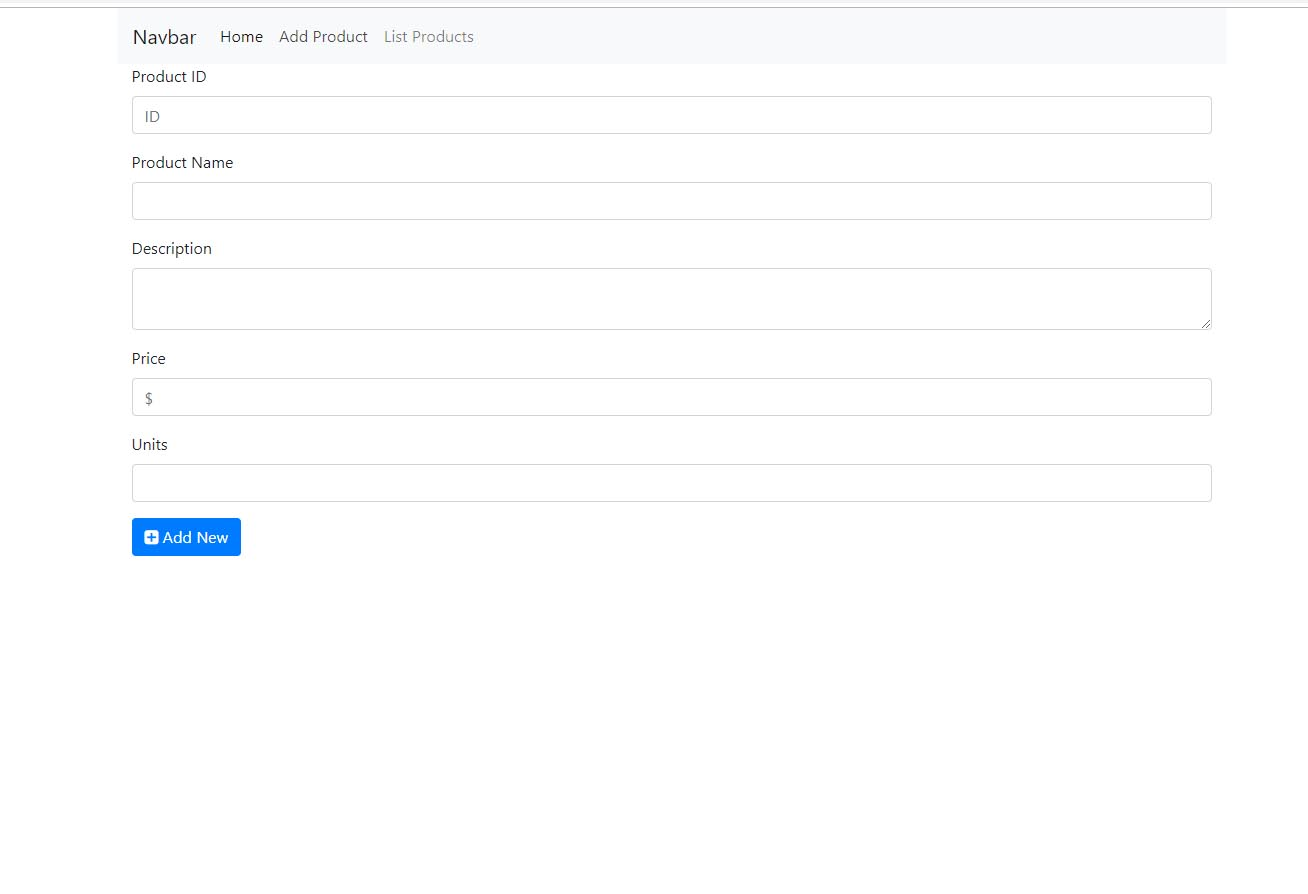 Navbar Home Add Product List Products
Product ID
ID
Product Name
Description
Price
$
Units
Add New